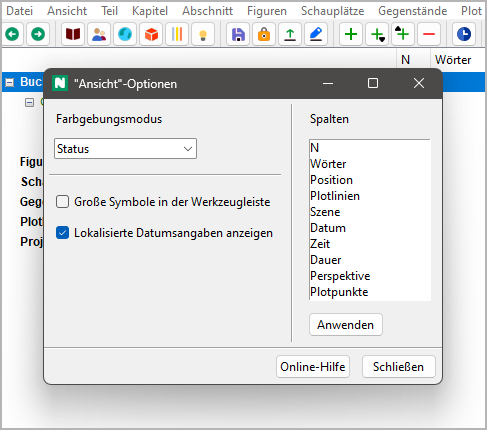 Datei Ansicht Teil Kapitel Abschnitt Figuren Schauplätze Gegenstände Plot
N Wörter
Buc
N "Ansicht"-Optionen
Farbgebungsmodus
Status
Große Symbole in der Werkzeugleiste
Lokalisierte Datumsangaben anzeigen
Spalten
N
Wörter
Position
Plotlinien
Szene
Datum
Zeit
Dauer
Perspektive
Plotpunkte
Anwenden
Online-Hilfe Schließen
Figu
Scha
Gege
Plotl
Proj